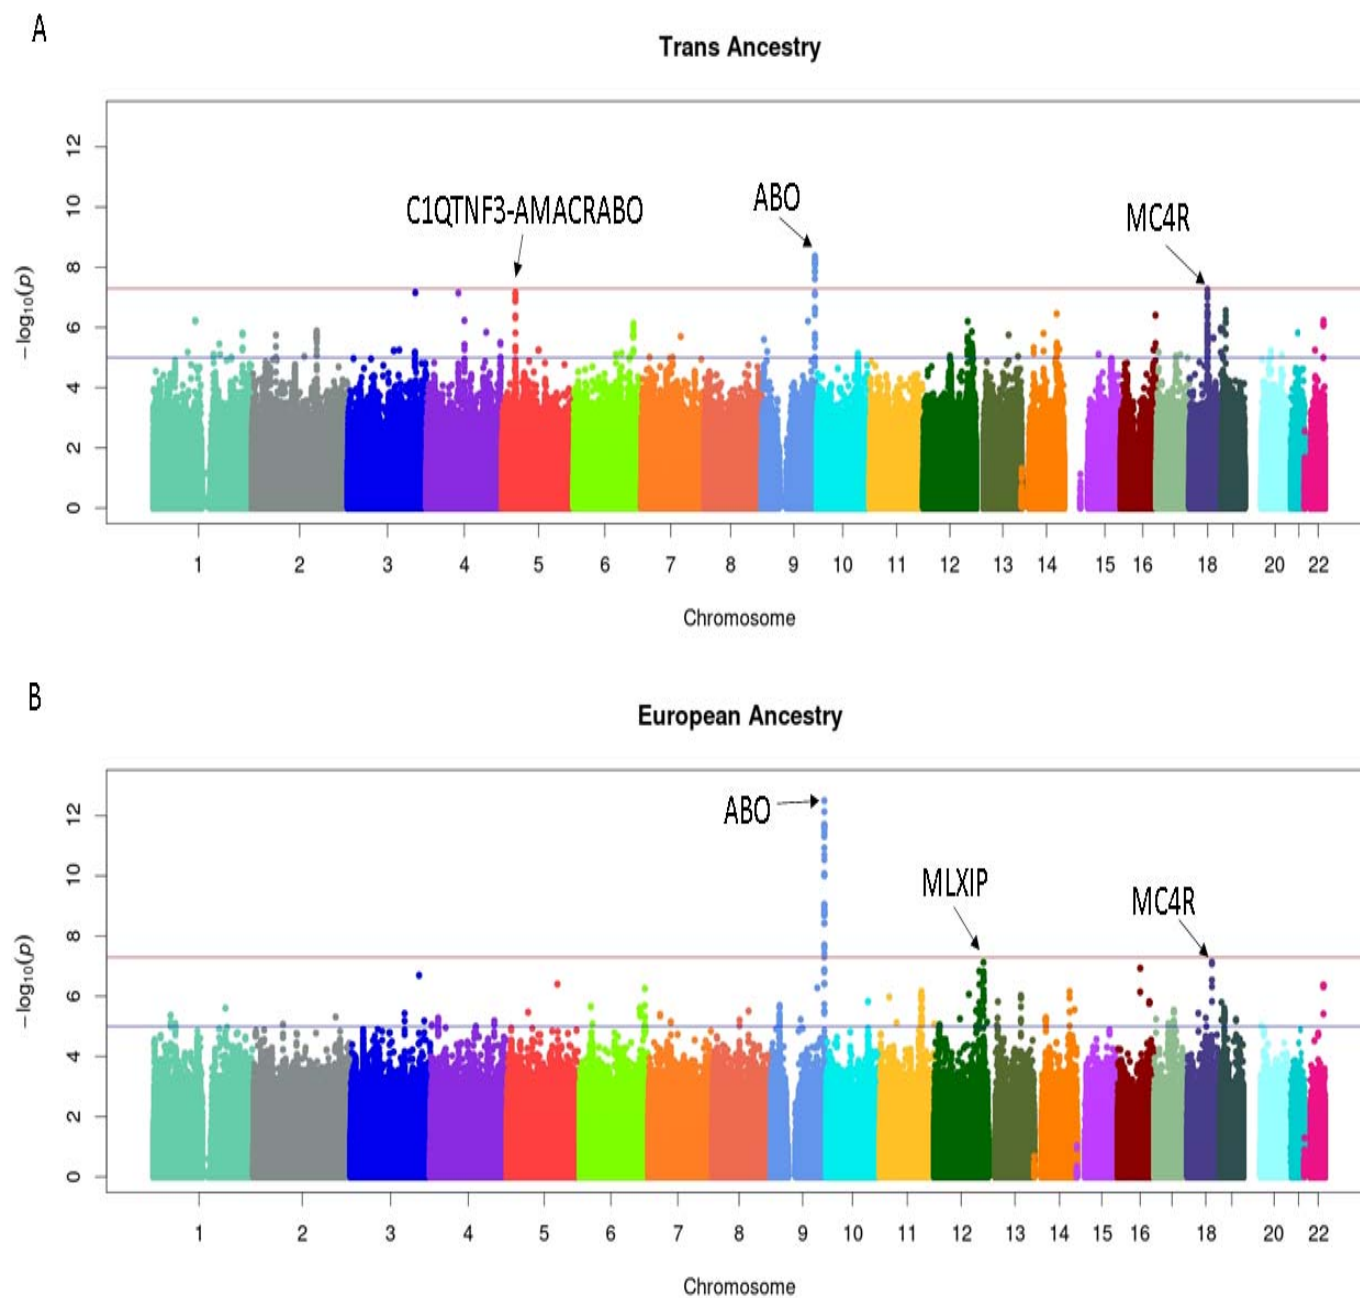 A
Trans Ancestry
12
10
8
6
4
2
0
−log₁₀(p)
C1QTNF3-AMACRABO
ABO
MC4R
1 2 3 4 5 6 7 8 9 10 11 12 13 14 15 16 18 20 22
Chromosome
B
European Ancestry
12
10
8
6
4
2
0
−log₁₀(p)
ABO
MLXIP
MC4R
1 2 3 4 5 6 7 8 9 10 11 12 13 14 15 16 18 20 22
Chromosome